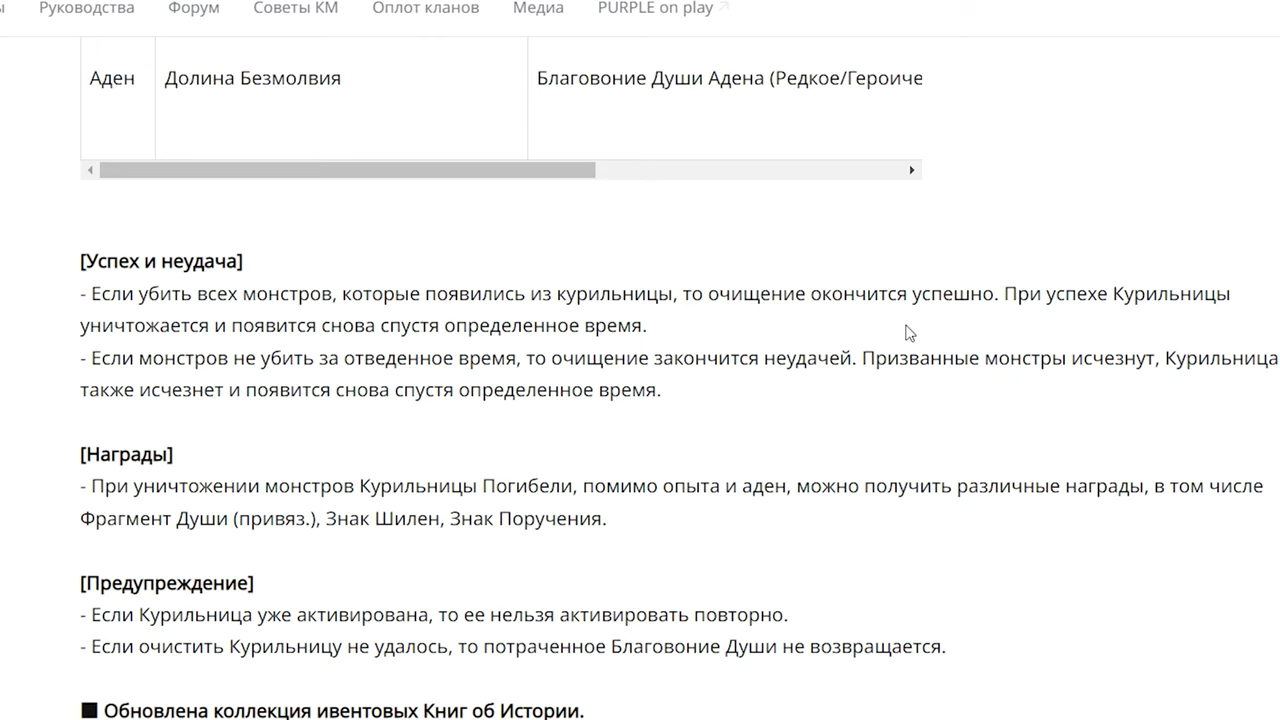 Руководства Форум Советы КМ Оплот кланов Медиа PURPLE on play
Аден Долина Безмолвия Благовоние Души Адена (Редкое/Героиче
[Успех и неудача]
- Если убить всех монстров, которые появились из курильницы, то очищение окончится успешно. При успехе Курильницы
уничтожается и появится снова спустя определенное время.
- Если монстров не убить за отведенное время, то очищение закончится неудачей. Призванные монстры исчезнут, Курильница
также исчезнет и появится снова спустя определенное время.
[Награды]
- При уничтожении монстров Курильницы Погибели, помимо опыта и аден, можно получить различные награды, в том числе
Фрагмент Души (привяз.), Знак Шилен, Знак Поручения.
[Предупреждение]
- Если Курильница уже активирована, то ее нельзя активировать повторно.
- Если очистить Курильницу не удалось, то потраченное Благовоние Души не возвращается.
■ Обновлена коллекция ивентовых Книг об Истории.